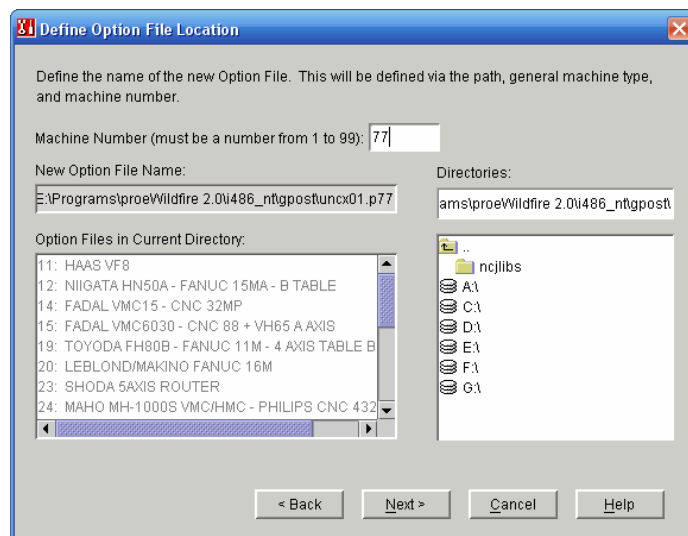 Define Option File Location
Define the name of the new Option File. This will be defined via the path, general machine type,
and machine number.
Machine Number (must be a number from 1 to 99): 77
New Option File Name:
E:\Programs\proeWildfire 2.0\i486_nt\gpost\uncx01.p77
Directories:
ams\proeWildfire 2.0\i486_nt\gpost\
Option Files in Current Directory:
11: HAAS VF8
12: NIIGATA HN50A - FANUC 15MA - B TABLE
14: FADAL VMC15 - CNC 32MP
15: FADAL VMC6030 - CNC 88 + VH65 A AXIS
19: TOYODA FH80B - FANUC 11M - 4 AXIS TABLE B
20: LEBLOND/MAKINO FANUC 16M
23: SHODA 5AXIS ROUTER
24: MAHO MH-1000S VMC/HMC - PHILIPS CNC 432
..
ncjlibs
A:\
C:\
D:\
E:\
F:\
G:\
< Back
Next >
Cancel
Help